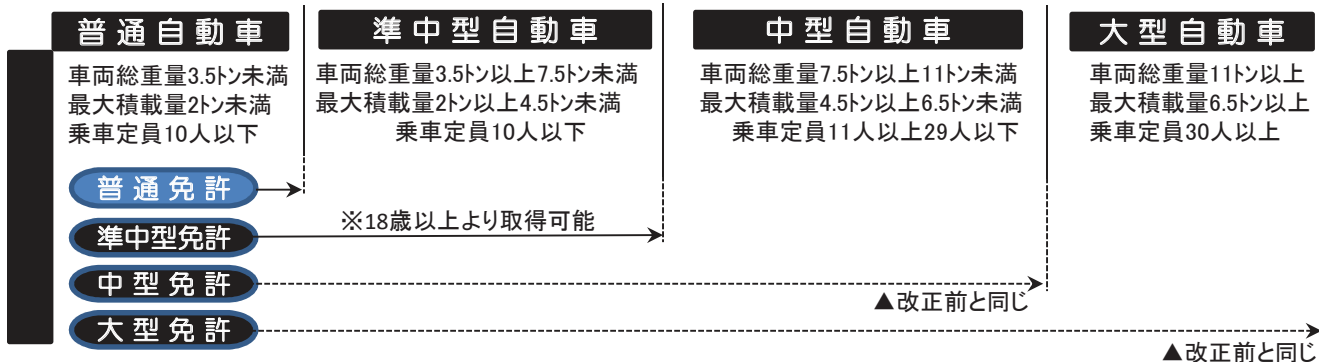 普通自動車
準中型自動車
中型自動車
大型自動車
車両総重量3.5トン未満
最大積載量2トン未満
乗車定員10人以下
車両総重量3.5トン以上7.5トン未満
最大積載量2トン以上4.5トン未満
乗車定員10人以下
車両総重量7.5トン以上11トン未満
最大積載量4.5トン以上6.5トン未満
乗車定員11人以上29人以下
車両総重量11トン以上
最大積載量6.5トン以上
乗車定員30人以上
普通免許
※18歳以上より取得可能
準中型免許
中型免許
▲改正前と同じ
大型免許
▲改正前と同じ